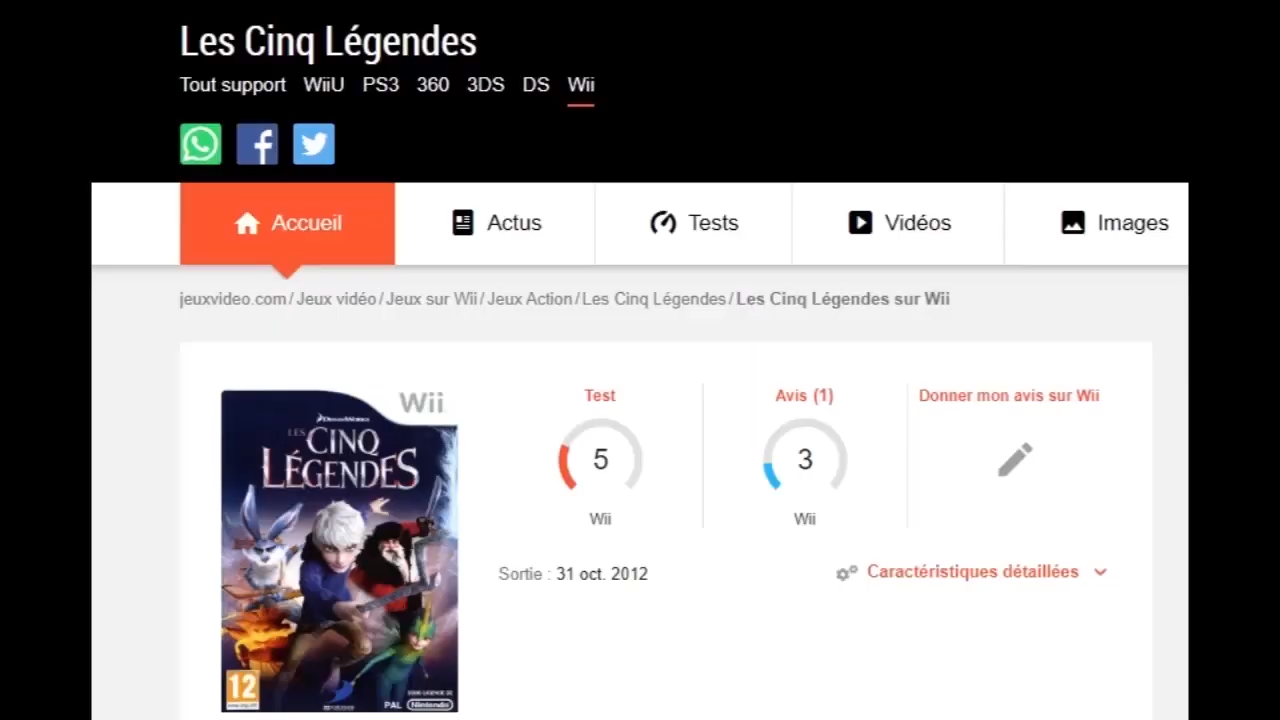 Les Cinq Légendes
Tout support WiiU PS3 360 3DS DS Wii
Accueil Actus Tests Vidéos Images
jeuxvideo.com / Jeux vidéo / Jeux sur Wii / Jeux Action / Les Cinq Légendes / Les Cinq Légendes sur Wii
Wii
DreamWorks
LES
CINQ
LÉGENDES
12
PAL Nintendo
Test Avis (1) Donner mon avis sur Wii
5 3
Wii Wii
Sortie : 31 oct. 2012 Caractéristiques détaillées